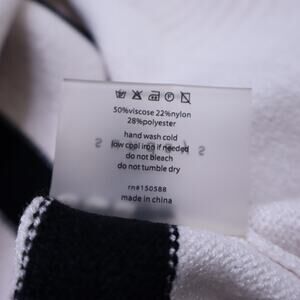 50%viscose 22%nylon
28%polyester
hand wash cold
low cool iron if needed
do not bleach
do not tumble dry
rn#150588
made in china